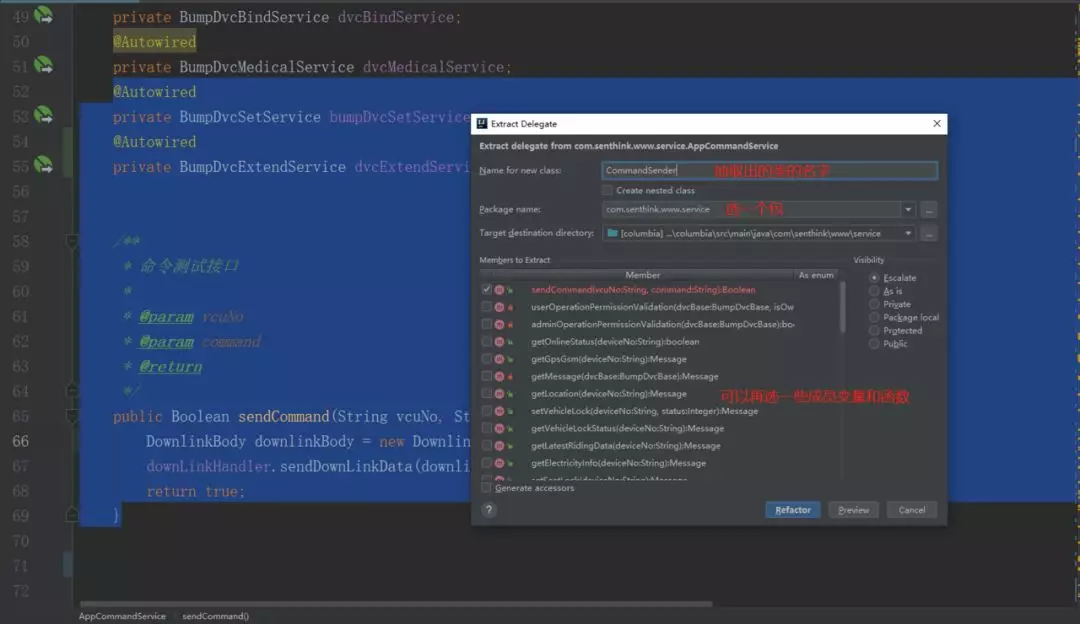 49 private BumpDvcBindService dvcBindService;
50 @Autowired
51 private BumpDvcMedicalService dvcMedicalService;
52 @Autowired
53 private BumpDvcSetService bumpDvcSetService
54 @Autowired
55 private BumpDvcExtendService dvcExtendServi
56
57
58 /**
59 * 命令测试接口
60 *
61 * @param vcuNo
62 * @param command
63 * @return
64 */
65 public Boolean sendCommand(String vcuNo, St
66 DownlinkBody downlinkBody = new Downlin
67 downLinkHandler.sendDownLinkData(downli
68 return true;
69 }
70
71
72
AppCommandService sendCommand()
Extract Delegate
Extract delegate from com.senthink.www.service.AppCommandService
Name for new class: CommandSender 抽取出的类的名字
Create nested class
Package name: com.senthink.www.service 选一个包 ...
Target destination directory: [columbia] ...\columbia\src\main\java\com\senthink\www\service ...
Members to Extract
Member As enum
sendCommand(vcuNo:String, command:String):Boolean
userOperationPermissionValidation(dvcBase:BumpDvcBase, isOw
adminOperationPermissionValidation(dvcBase:BumpDvcBase):bo
getOnlineStatus(deviceNo:String):boolean
getGpsGsm(deviceNo:String):Message
getMessage(dvcBase:BumpDvcBase):Message
getLocation(deviceNo:String):Message
可以再选一些成员变量和函数
setVehicleLock(deviceNo:String, status:Integer):Message
getVehicleLockStatus(deviceNo:String):Message
getLatestRidingData(deviceNo:String):Message
getElectricityInfo(deviceNo:String):Message
Visibility
Escalate
As is
Private
Package local
Protected
Public
Generate accessors
? Refactor Preview Cancel